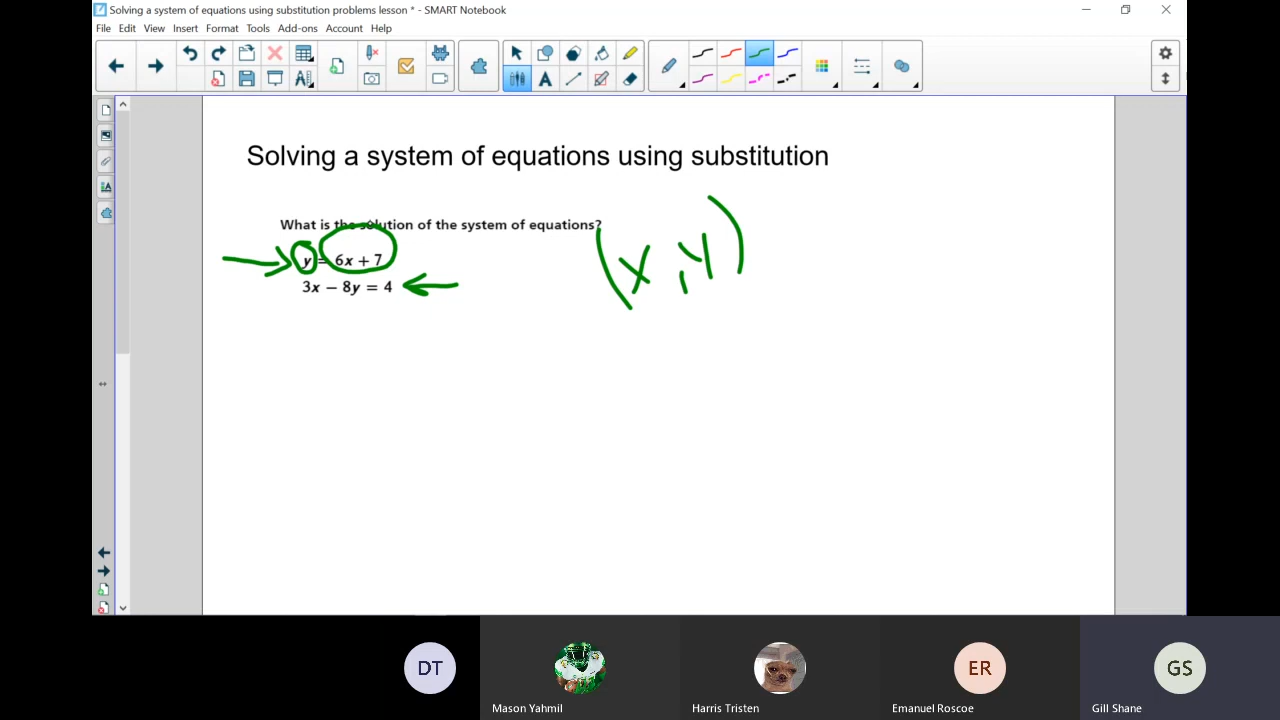 Solving a system of equations using substitution problems lesson * - SMART Notebook
File Edit View Insert Format Tools Add-ons Account Help
Solving a system of equations using substitution
What is the solution of the system of equations?
y = 6x + 7
3x − 8y = 4
(x, y)
DT
ER
GS
Mason Yahmil
Harris Tristen
Emanuel Roscoe
Gill Shane